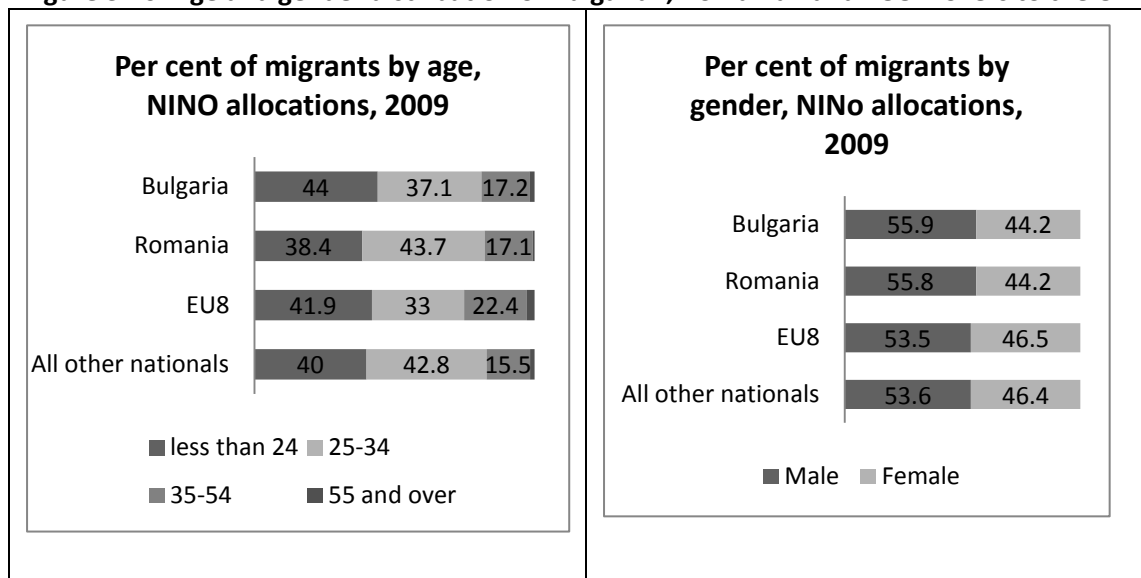 Per cent of migrants by age,
NINO allocations, 2009
Bulgaria 44 37.1 17.2
Romania 38.4 43.7 17.1
EU8 41.9 33 22.4
All other nationals 40 42.8 15.5
less than 24 25-34
35-54 55 and over
Per cent of migrants by
gender, NINo allocations,
2009
Bulgaria 55.9 44.2
Romania 55.8 44.2
EU8 53.5 46.5
All other nationals 53.6 46.4
Male Female